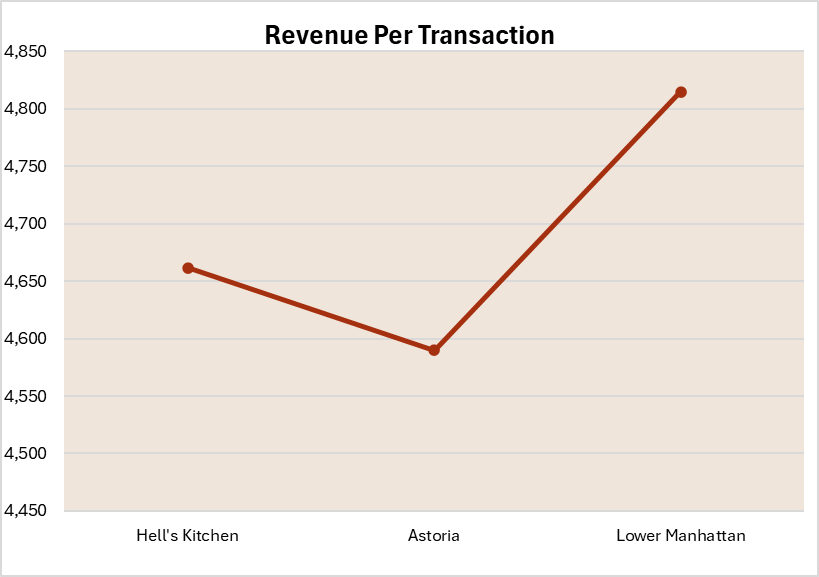 Revenue Per Transaction
4,850
4,800
4,750
4,700
4,650
4,600
4,550
4,500
4,450
Hell's Kitchen
Astoria
Lower Manhattan